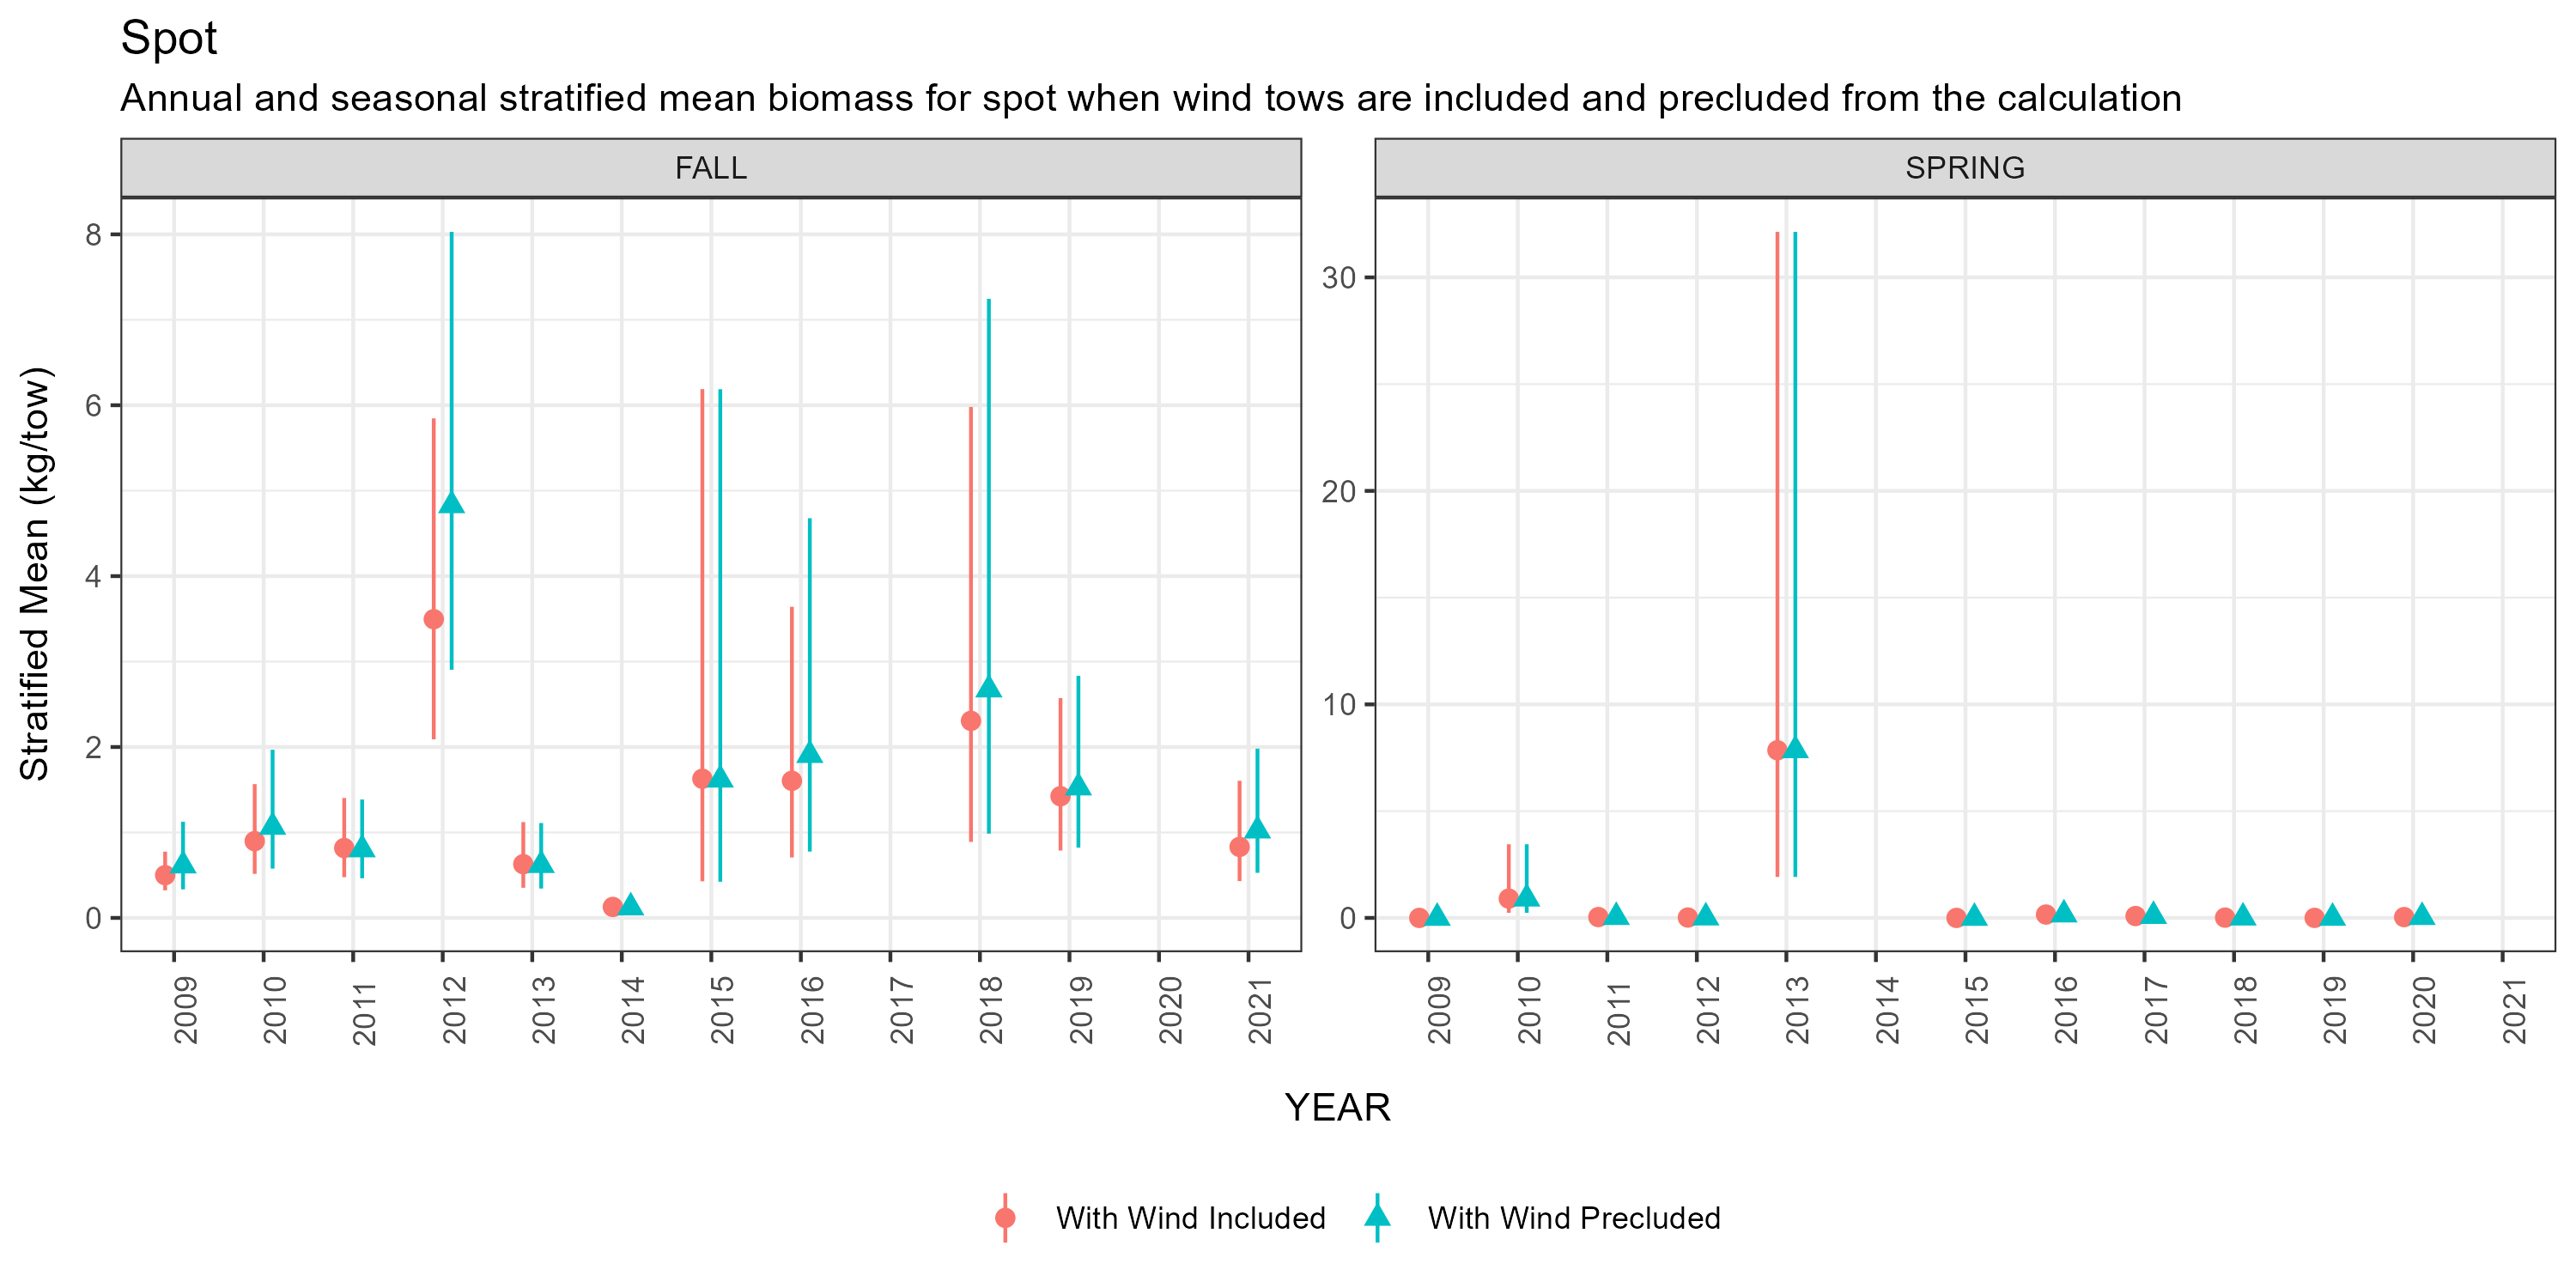 Spot
Annual and seasonal stratified mean biomass for spot when wind tows are included and precluded from the calculation
FALL
SPRING
Stratified Mean (kg/tow)
8
6
4
2
0
30
20
10
0
2009 2010 2011 2012 2013 2014 2015 2016 2017 2018 2019 2020 2021
2009 2010 2011 2012 2013 2014 2015 2016 2017 2018 2019 2020 2021
YEAR
With Wind Included
With Wind Precluded